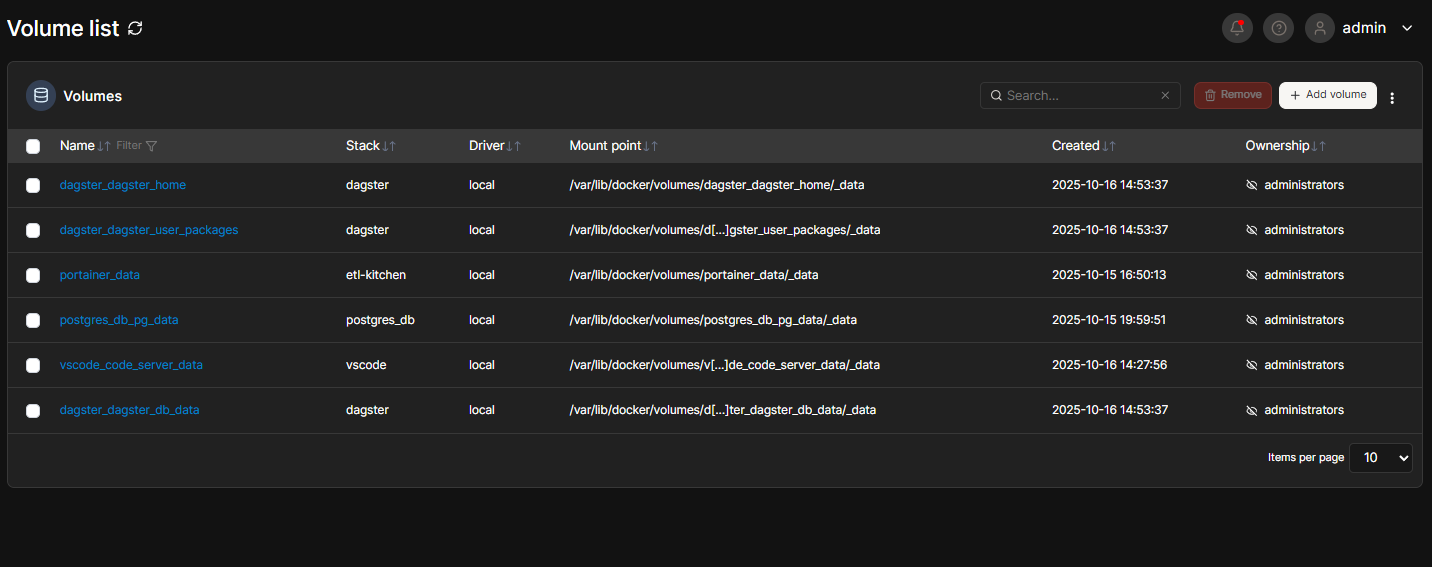 Volume list
admin
Volumes
Search...
Remove
Add volume
Name Filter Stack Driver Mount point Created Ownership
dagster_dagster_home dagster local /var/lib/docker/volumes/dagster_dagster_home/_data 2025-10-16 14:53:37 administrators
dagster_dagster_user_packages dagster local /var/lib/docker/volumes/d[...]gster_user_packages/_data 2025-10-16 14:53:37 administrators
portainer_data etl-kitchen local /var/lib/docker/volumes/portainer_data/_data 2025-10-15 16:50:13 administrators
postgres_db_pg_data postgres_db local /var/lib/docker/volumes/postgres_db_pg_data/_data 2025-10-15 19:59:51 administrators
vscode_code_server_data vscode local /var/lib/docker/volumes/v[...]de_code_server_data/_data 2025-10-16 14:27:56 administrators
dagster_dagster_db_data dagster local /var/lib/docker/volumes/d[...]ter_dagster_db_data/_data 2025-10-16 14:53:37 administrators
Items per page 10